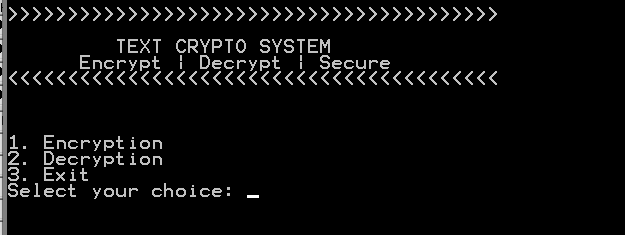 >>>>>>>>>>>>>>>>>>>>>>>>>>>>>>>>>>>>>>>>>>
TEXT CRYPTO SYSTEM
Encrypt ¦ Decrypt ¦ Secure
<<<<<<<<<<<<<<<<<<<<<<<<<<<<<<<<<<<<<<<<<<
1. Encryption
2. Decryption
3. Exit
Select your choice: _